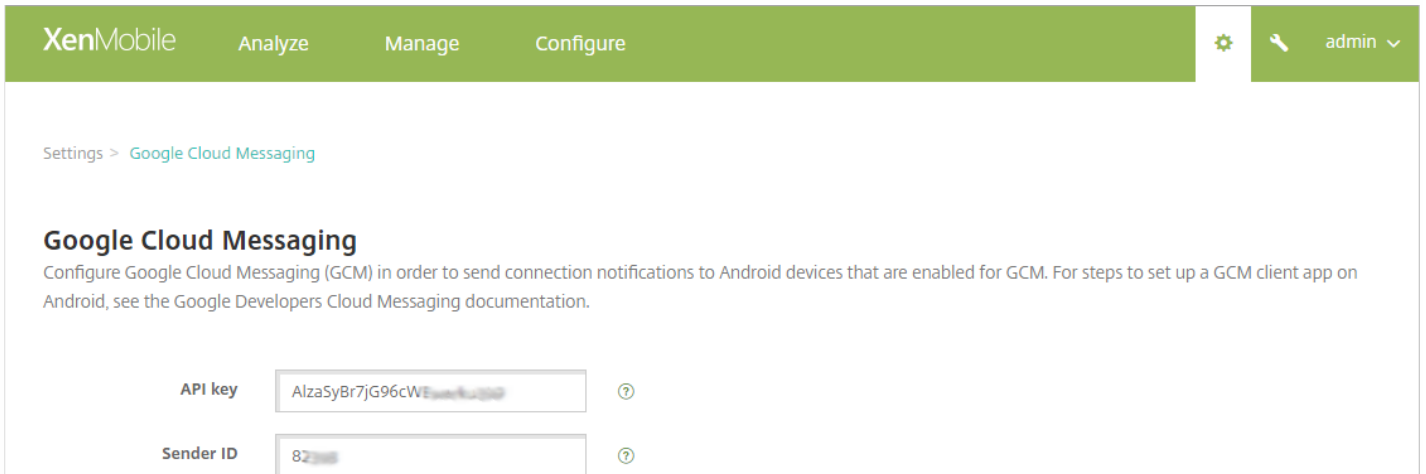 XenMobile Analyze Manage Configure admin
Settings > Google Cloud Messaging
Google Cloud Messaging
Configure Google Cloud Messaging (GCM) in order to send connection notifications to Android devices that are enabled for GCM. For steps to set up a GCM client app on
Android, see the Google Developers Cloud Messaging documentation.
API key
Sender ID